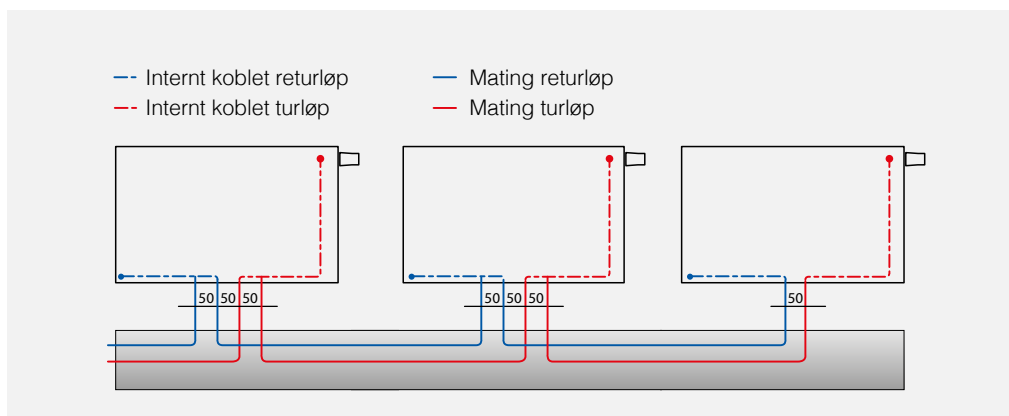 Internt koblet returløp
Mating returløp
Internt koblet turløp
Mating turløp
50 50 50
50 50 50
50